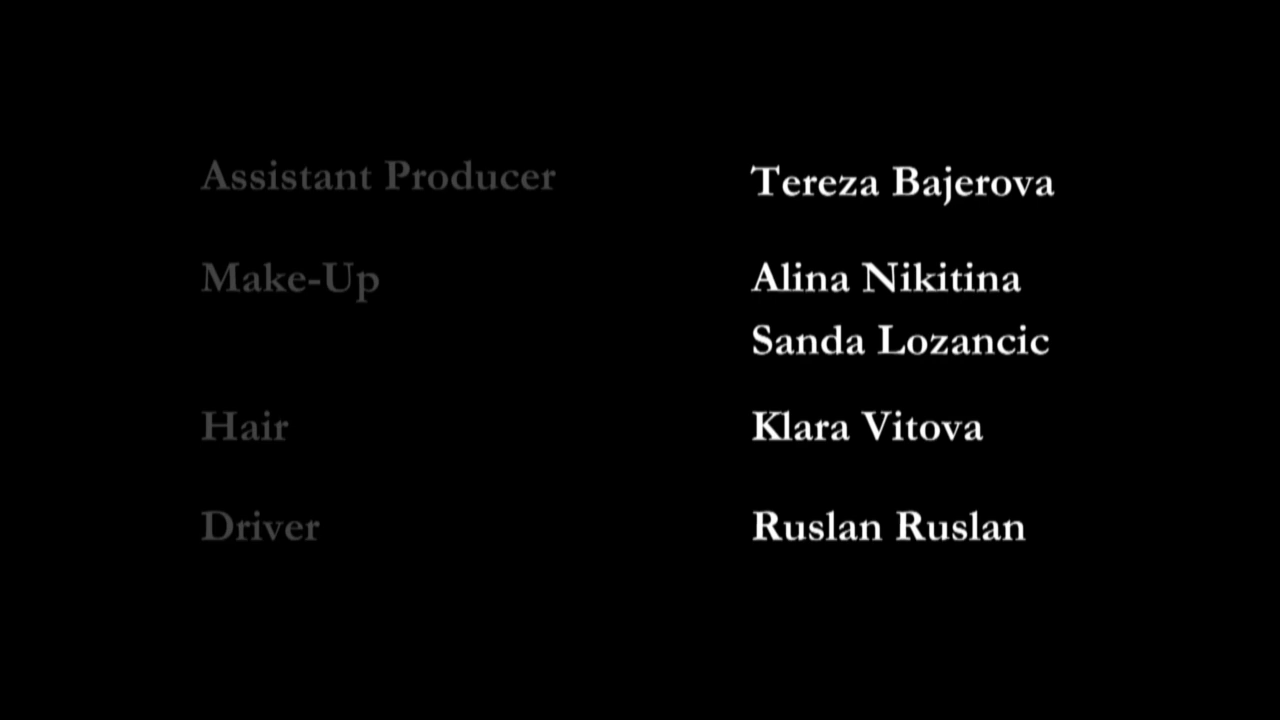 Assistant Producer Tereza Bajerova
Make-Up Alina Nikitina
Sanda Lozancic
Hair Klara Vitova
Driver Ruslan Ruslan